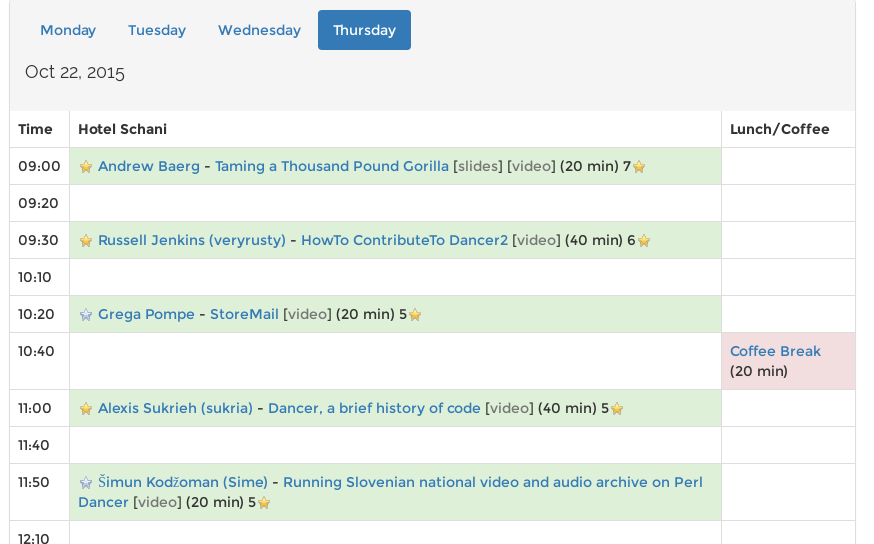 Monday Tuesday Wednesday Thursday
Oct 22, 2015
Time Hotel Schani Lunch/Coffee
09:00 Andrew Baerg - Taming a Thousand Pound Gorilla [slides] [video] (20 min) 7
09:20
09:30 Russell Jenkins (veryrusty) - HowTo ContributeTo Dancer2 [video] (40 min) 6
10:10
10:20 Grega Pompe - StoreMail [video] (20 min) 5
10:40 Coffee Break
(20 min)
11:00 Alexis Sukrieh (sukria) - Dancer, a brief history of code [video] (40 min) 5
11:40
11:50 Šimun Kodžoman (Sime) - Running Slovenian national video and audio archive on Perl
Dancer [video] (20 min) 5
12:10